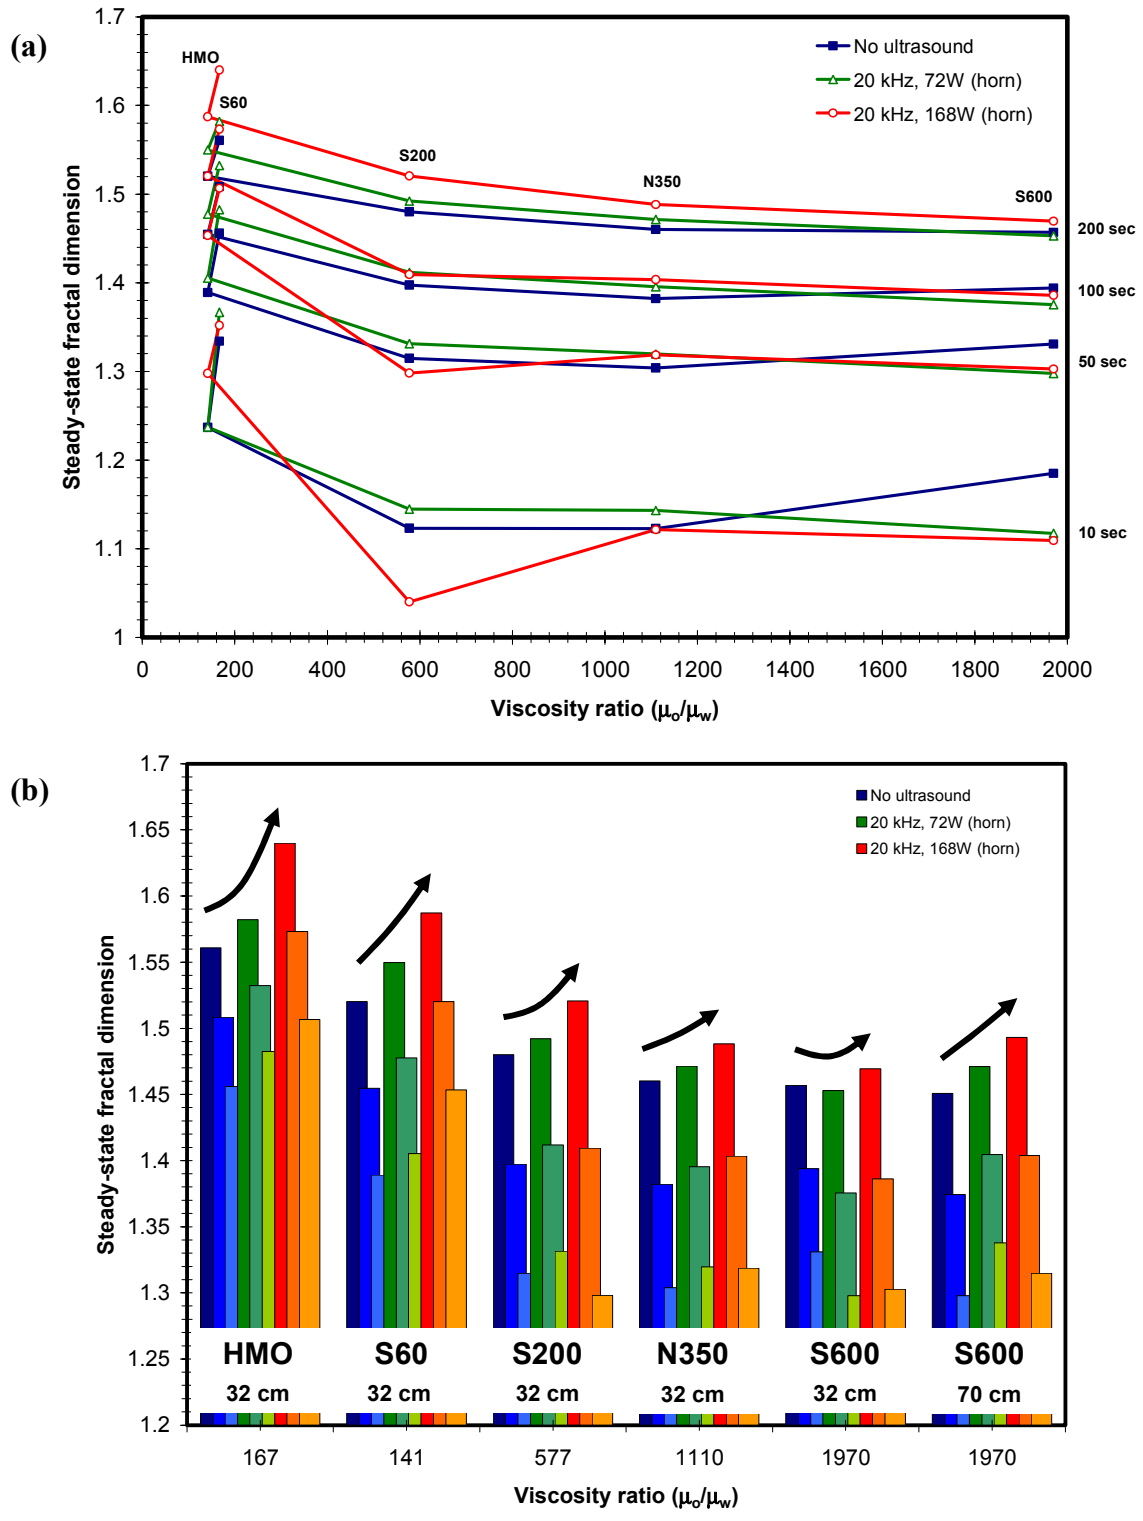 (a)
1.7
1.6
1.5
1.4
1.3
1.2
1.1
1
Steady-state fractal dimension
HMO
S60
S200
N350
S600
No ultrasound
20 kHz, 72W (horn)
20 kHz, 168W (horn)
200 sec
100 sec
50 sec
10 sec
0 200 400 600 800 1000 1200 1400 1600 1800 2000
Viscosity ratio (μo/μw)
(b)
1.7
1.65
1.6
1.55
1.5
1.45
1.4
1.35
1.3
1.25
1.2
Steady-state fractal dimension
No ultrasound
20 kHz, 72W (horn)
20 kHz, 168W (horn)
HMO S60 S200 N350 S600 S600
32 cm 32 cm 32 cm 32 cm 32 cm 70 cm
167 141 577 1110 1970 1970
Viscosity ratio (μo/μw)